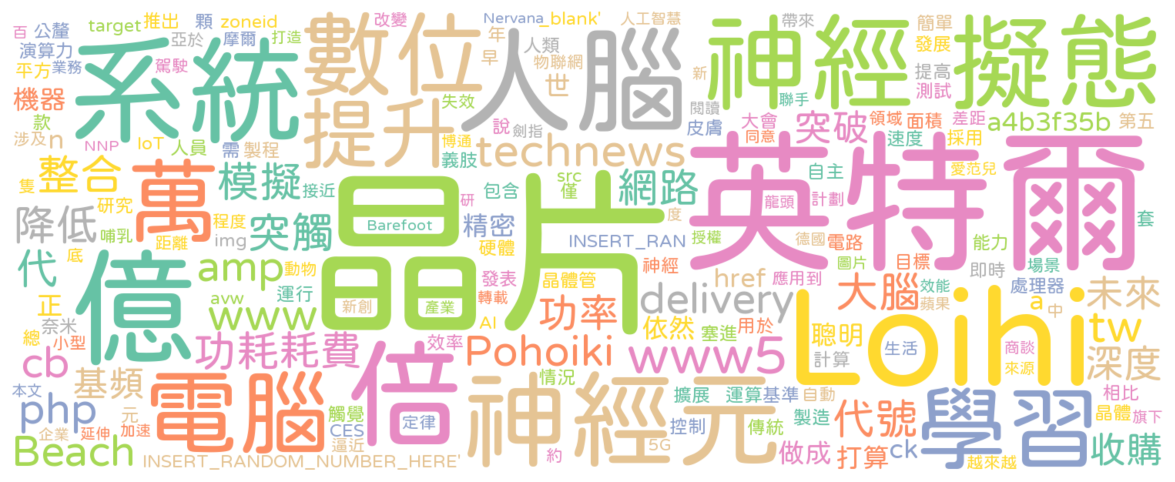 百 公釐 target 推出 顆 zoneid
演算力 亞於 摩爾 打造
平方 業務 駕駛
機器 款
涉及 n
NNP IoT 人員 需 製程
隻 整合 萬 模擬 接近
系統 數位 提升 人腦 神經擬態
改變 年 早 世 說 劍指
Nervana _blank' 人工智慧
人類 物聯網
失效 博通 義肢
technews
帶來 簡單 發展 提高 測試
新 聯手 閱讀 皮膚 大會 同意
突破 領域 面積 差距 a4b3f35b 第五
速度 採用
英特爾 自主 計劃 愛范兒
龍頭
降低 哺乳 研究 程度 距離 img 突觸
晶片 Barefoot
網路 src 僅 包含 研 精密 硬體
INSERT_RAN 度 授權 德國 電路 能力 套
代 底 億 amp 動物 發表 晶體管 神經 href 應用到 圖片 目標 即時 場景
正 奈米 avw 運行 新創 產業 轉載
delivery 大腦 效能 蘋果 處理器 a 中 未來
總 小型 www AI 功率 依然 塞進 用於 聰明 計算
Loihi 生活 商談 來源 tw
cb 功耗耗費 效率 Pohoiki www5 深度
本文 基頻 電腦 倍 情況 擴展 運算 基準 自動 相比
php 元 觸覺 定律 神經元 製造 代號 學習 晶體 旗下
企業 延伸 加速 CES 逼近 控制 傳統
Beach INSERT_RANDOM_NUMBER_HERE' 約 5G 做成 打算 ck 越來越 收購